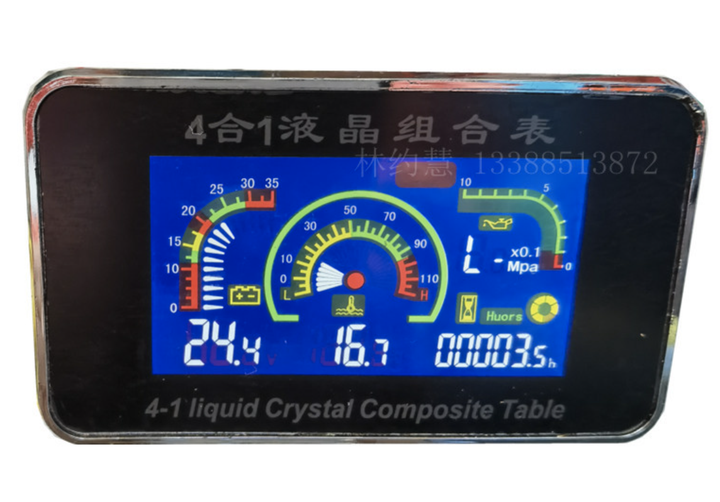 4合1液晶组合表
林约慧 13388513872
0 10 15 20 25 30 35
0 10 30 50 70 90 110
L H
10 5 0
L
L- x0.1
Mpa
Huors
24.4 16.7 00003.5h
4-1 liquid Crystal Composite Table